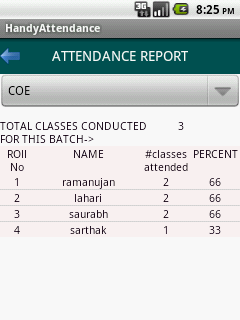 3G
8:25 PM
HandyAttendance
ATTENDANCE REPORT
COE
TOTAL CLASSES CONDUCTED 3
FOR THIS BATCH->
Roll NAME #classes PERCENT
No attended
1 ramanujan 2 66
2 lahari 2 66
3 saurabh 2 66
4 sarthak 1 33